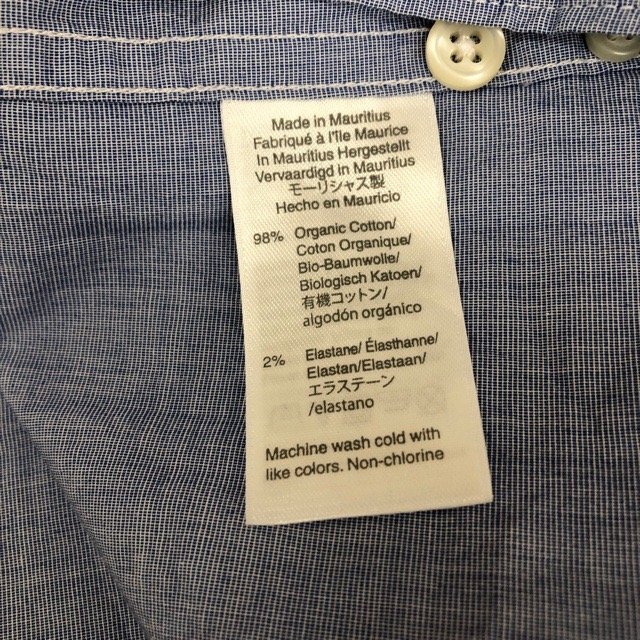 Made in Mauritius
Fabriqué à l'île Maurice
In Mauritius Hergestellt
Vervaardigd in Mauritius
モーリシャス製
Hecho en Mauricio
98% Organic Cotton/
Coton Organique/
Bio-Baumwolle/
Biologisch Katoen/
有機コットン/
algodón orgánico
2% Elastane/ Élasthanne/
Elastan/Elastaan/
エラステーン
/elastano
Machine wash cold with
like colors. Non-chlorine